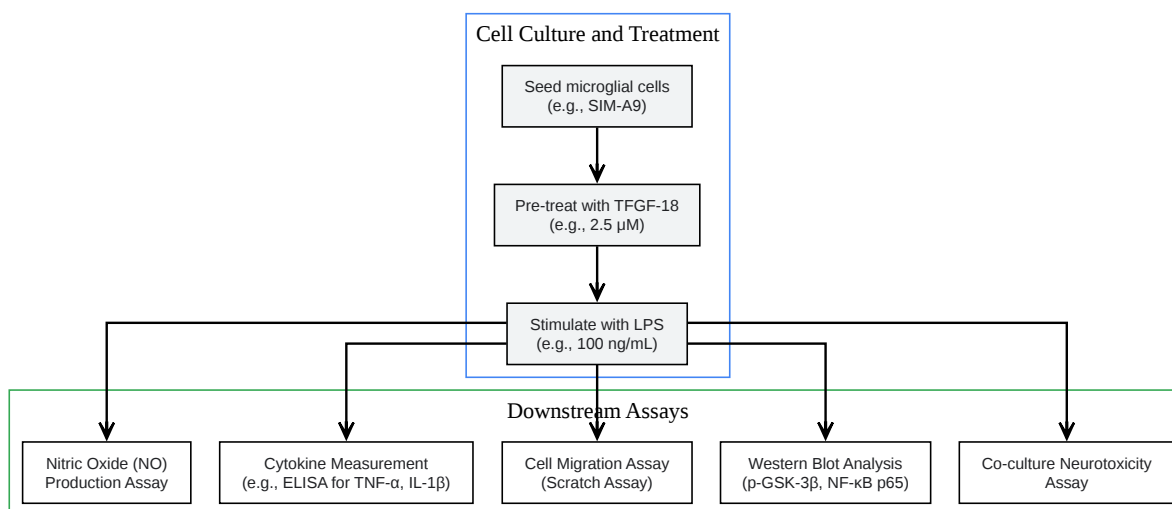 Cell Culture and Treatment
Seed microglial cells
(e.g., SIM-A9)
Pre-treat with TFGF-18
(e.g., 2.5 μM)
Stimulate with LPS
(e.g., 100 ng/mL)
Downstream Assays
Nitric Oxide (NO)
Production Assay
Cytokine Measurement
(e.g., ELISA for TNF-α, IL-1β)
Cell Migration Assay
(Scratch Assay)
Western Blot Analysis
(p-GSK-3β, NF-κB p65)
Co-culture Neurotoxicity
Assay